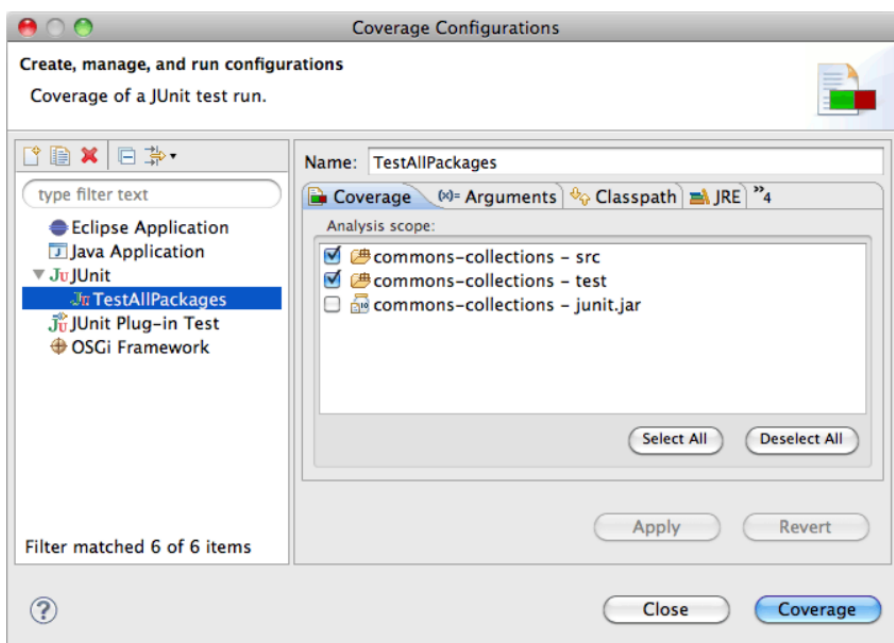 Coverage Configurations
Create, manage, and run configurations
Coverage of a JUnit test run.
type filter text
Eclipse Application
Java Application
JUnit
TestAllPackages
JUnit Plug-in Test
OSGi Framework
Filter matched 6 of 6 items
Name: TestAllPackages
Coverage (x)= Arguments Classpath JRE »4
Analysis scope:
commons-collections – src
commons-collections – test
commons-collections – junit.jar
Select All Deselect All
Apply Revert
? Close Coverage